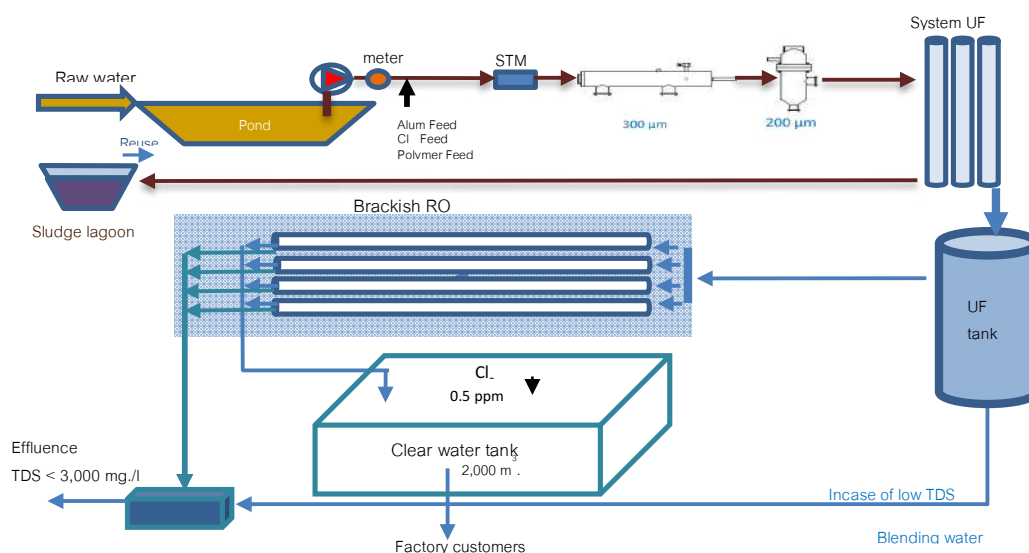 System UF
meter
STM
Raw water
Pond
Alum Feed
Cl Feed
Polymer Feed
300 µm
200 µm
Reuse
Sludge lagoon
Brackish RO
UF
tank
Cl₂
0.5 ppm
Clear water tank
2,000 m³.
Effluence
TDS < 3,000 mg./l
Incase of low TDS
Blending water
Factory customers